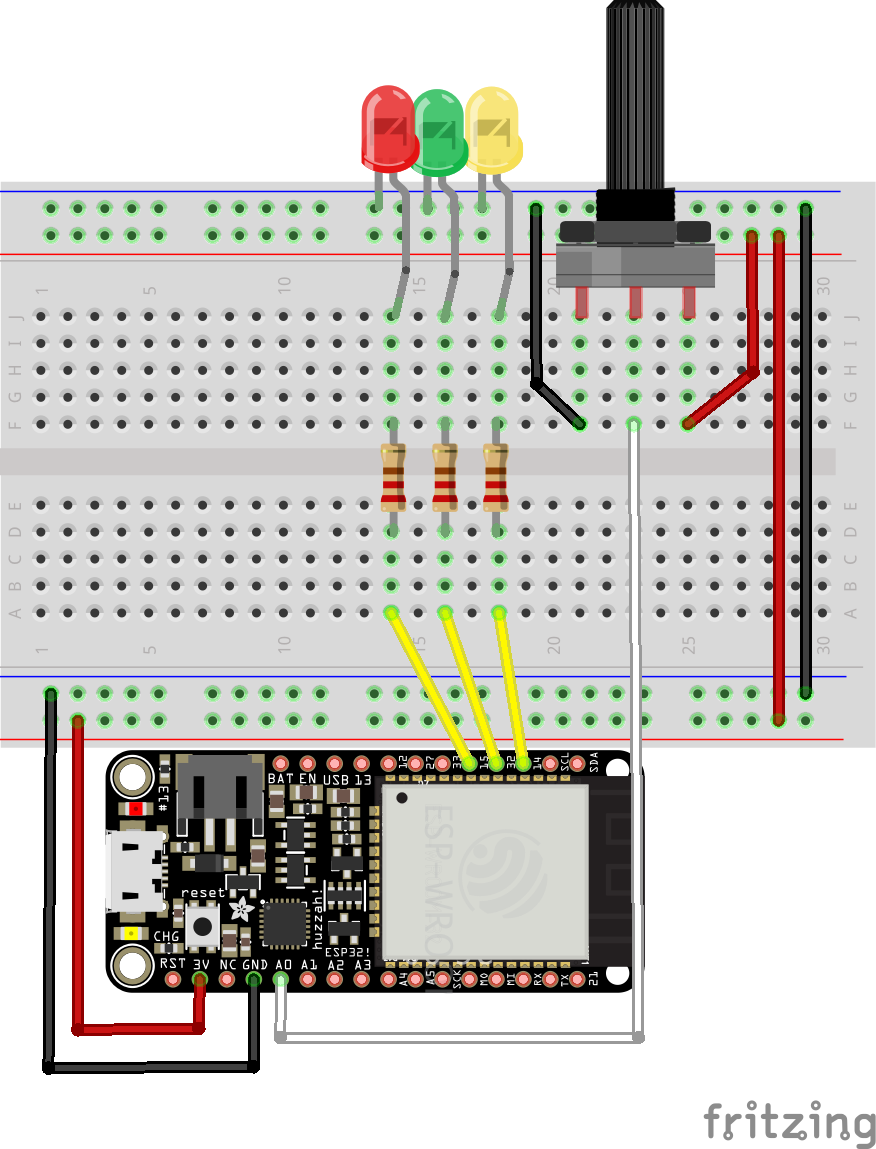 1 5 10 15 20 25 30
J J
I I
H H
G G
F F
E E
D D
C C
B B
A A
1 5 10 15 20 25 30
#13
BAT EN USB 13 12 27 33 15 32 14 SCL SDA
ESP-WRO
reset
huzzah!
ESP32!
CHG
RST 3V NC GND A0 A1 A2 A3 A4 A5 SCK MO MI RX TX 21
fritzing